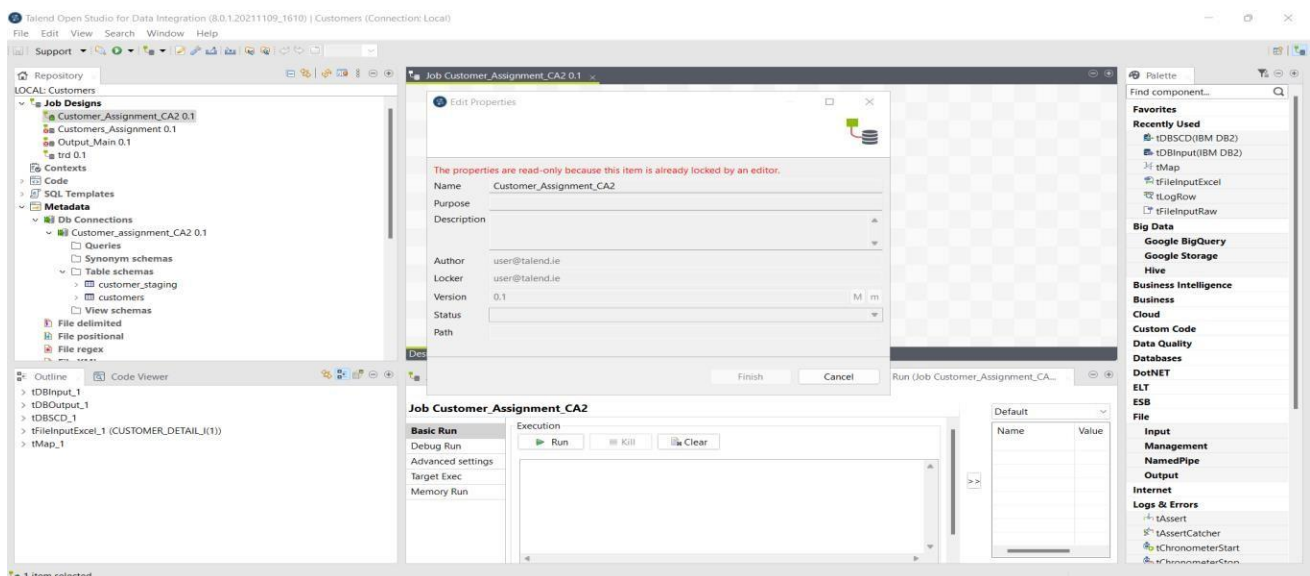 Talend Open Studio for Data Integration (8.0.1.20211109_1610) | Customers (Connection: Local)
File Edit View Search Window Help
Support
Repository
LOCAL: Customers
Job Designs
Customer_Assignment_CA2 0.1
Customers_Assignment 0.1
Output_Main 0.1
trd 0.1
Contexts
Code
SQL Templates
Metadata
Db Connections
Customer_assignment_CA2 0.1
Queries
Synonym schemas
Table schemas
customer_staging
customers
View schemas
File delimited
File positional
File regex
Outline Code Viewer
tDBInput_1
tDBOutput_1
tDBSCD_1
tFileInputExcel_1 (CUSTOMER_DETAIL_I(1))
tMap_1
1 item selected
Job Customer_Assignment_CA2 0.1
Edit Properties
The properties are read-only because this item is already locked by an editor.
Name Customer_Assignment_CA2
Purpose
Description
Author user@talend.ie
Locker user@talend.ie
Version 0.1 M m
Status
Path
Finish Cancel
Des
Run (Job Customer_Assignment_CA...
Job Customer_Assignment_CA2
Basic Run
Debug Run
Advanced settings
Target Exec
Memory Run
Execution
Run Kill Clear
>>
Default
Name Value
Palette
Find component...
Favorites
Recently Used
tDBSCD(IBM DB2)
tDBInput(IBM DB2)
tMap
tFileInputExcel
tLogRow
tFileInputRaw
Big Data
Google BigQuery
Google Storage
Hive
Business Intelligence
Business
Cloud
Custom Code
Data Quality
Databases
DotNET
ELT
ESB
File
Input
Management
NamedPipe
Output
Internet
Logs & Errors
tAssert
tAssertCatcher
tChronometerStart
tChronometerStop